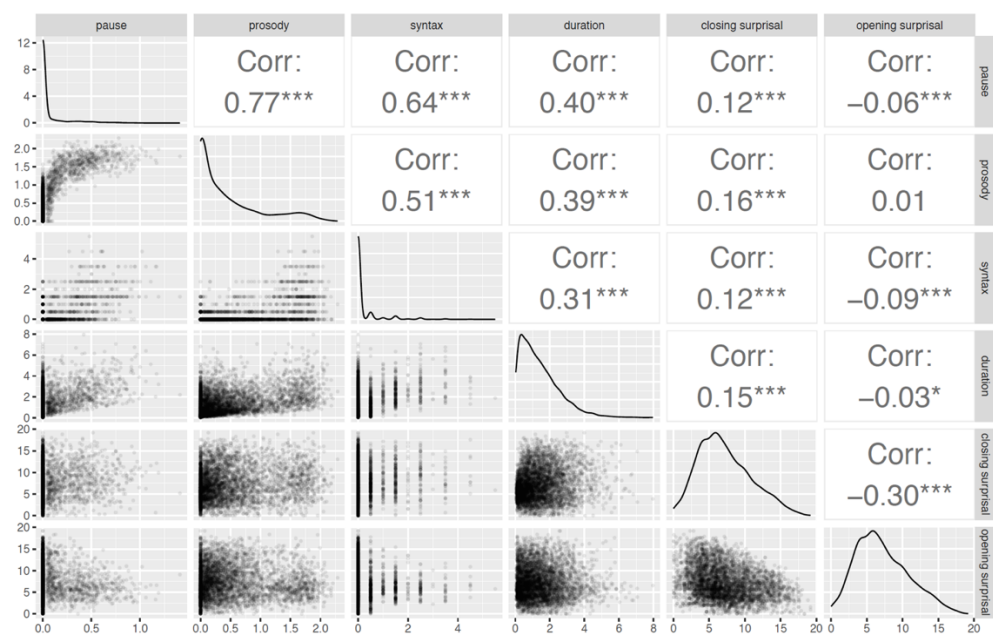 pause prosody syntax duration closing surprisal opening surprisal
12
8
4
0
Corr:
0.77***
Corr:
0.64***
Corr:
0.40***
Corr:
0.12***
Corr:
−0.06***
pause
2.0
1.5
1.0
0.5
0.0
Corr:
0.51***
Corr:
0.39***
Corr:
0.16***
Corr:
0.01
prosody
4
2
0
Corr:
0.31***
Corr:
0.12***
Corr:
−0.09***
syntax
8
6
4
2
0
Corr:
0.15***
Corr:
−0.03*
duration
20
15
10
5
0
Corr:
−0.30***
closing surprisal
20
15
10
5
0
opening surprisal
0.0 0.5 1.0 0.0 0.5 1.0 1.5 2.0 0 2 4 0 2 4 6 8 0 5 10 15 20 0 5 10 15 20